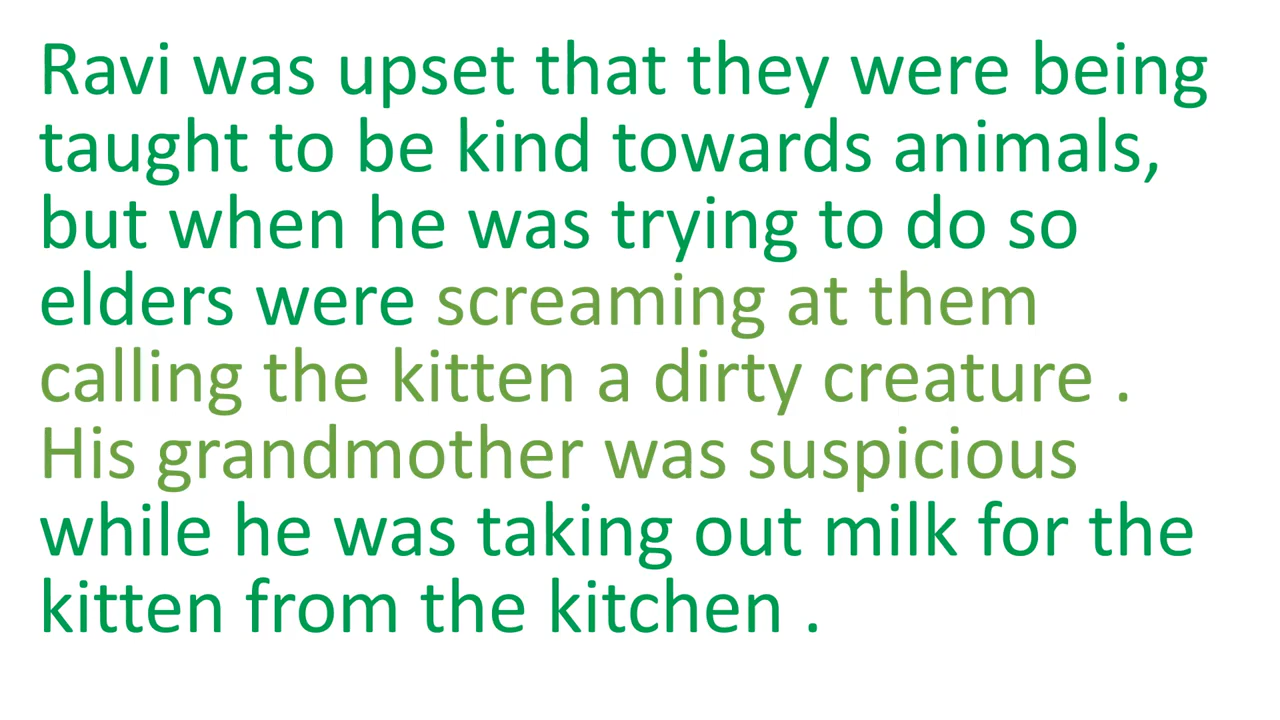 Ravi was upset that they were being
taught to be kind towards animals,
but when he was trying to do so
elders were screaming at them
calling the kitten a dirty creature .
His grandmother was suspicious
while he was taking out milk for the
kitten from the kitchen .